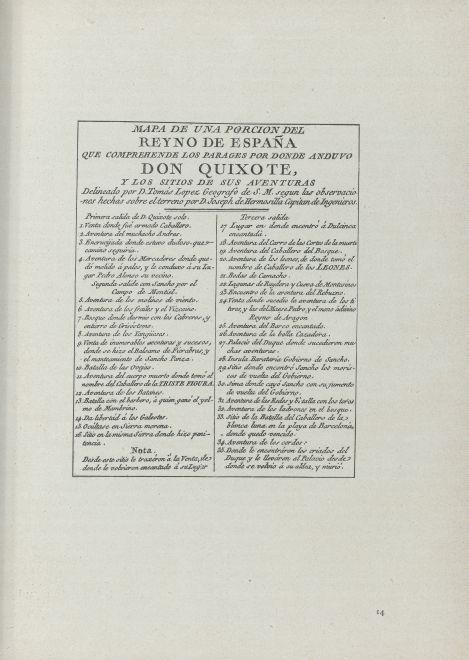 MAPA DE UNA PORCION DEL
REYNO DE ESPAÑA
QUE COMPREHENDE LOS PARAGES POR DONDE ANDUVO
DON QUIXOTE,
Y LOS SITIOS DE SUS AVENTURAS
Delineado por D. Tomás Lopez Geografo de S. M. segun las observacio-
nes hechas sobre el terreno por D. Joseph de Hermosilla Capitan de Ingenieros.
Primera salida de D. Quixote solo.
1. Venta donde fué armado Caballero.
2. Aventura del muchacho Andres.
3. Encrucijada donde estuvo dudoso que
camino seguiria.
4. Aventura de los Mercaderes donde que-
dó molido á palos, y le conduxo á su Lu-
gar Pedro Alonso su vecino.
Segunda salida con Sancho por el
Campo de Montiel.
5. Aventura de los molinos de viento.
6. Aventura de los frailes y el Vizcaino.
7. Bosque donde durmio con los Cabreros, y
entierro de Grisóstomo.
8. Aventura de los Yangüeses.
9. Venta de inumerables aventuras y sucesos,
donde se hizo el Balsamo de Fierabras, y
el manteamiento de Sancho Panza.
10. Batalla de las Ovejas.
11. Aventura del cuerpo muerto donde tomó el
nombre del Caballero de la TRISTE FIGURA.
12. Aventura de los Batanes.
13. Batalla con el barbero, á quien ganó el yel-
mo de Mambrino.
14. Da libertad á los Galeotes.
15. Ocúltase en Sierra morena.
16. Sitio en la misma Sierra donde hizo peni-
tencia.
Nota.
Desde este sitio le traxeron á la Venta, y de
donde le volvieron encantado á su Lugar
Tercera salida
17. Lugar en donde encontró á Dulcinea
encantada.
18. Aventura del Carro de las Cortes de la muerte
19. Aventura del Caballero del Bosque.
20. Aventura de los leones, de donde tomó el
nombre de Caballero de los LEONES.
21. Bodas de Camacho.
22. Lagunas de Ruydera y Cueva de Montesinos
23. Encuentro de la aventura del Rebuzno.
24. Venta donde sucedio la aventura de los ti-
teres, y las del Maese Pedro, y el mono adivino
Reyno de Aragon
25. Aventura del Barco encantado.
26. Aventura de la bella Cazadora.
27. Palacio del Duque donde sucedieron mu-
chas aventuras.
28. Insula Barataria Gobierno de Sancho.
29. Sitio donde encontró Sancho los moris-
cos de vuelta del Gobierno.
30. Sima donde cayó Sancho con su jumento
de vuelta del Gobierno.
31. Aventura de las Redes y batalla con los toros
32. Aventura de los ladrones en el bosque.
33. Sitio de la Batalla del Caballero de la
blanca luna en la playa de Barcelona,
donde quedo vencido.
34. Aventura de los cerdos.
35. Donde le encontráron los criados del
Duque y le lleváron al Palacio desde
donde se volvió á su aldea, y murió.
14